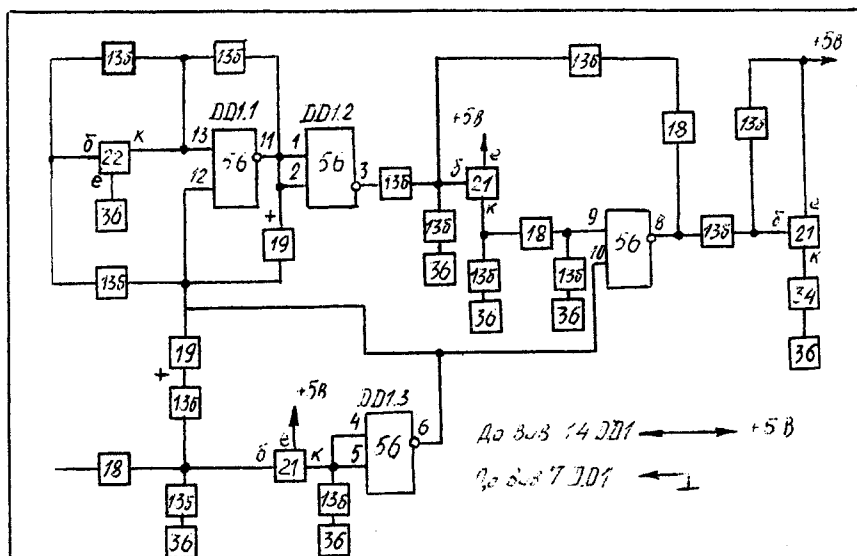 13б 13б 13б +5В
DD1.1 DD1.2
б 22 к 13 56 11 1 56 3 +5В 18 13б
е 12 2 13б б 21 е 13б б 21 е
36 + 19 13б к 18 9 56 8 к
13б 36 13б 13б 10 34
19 36 36 36
+ +5В DD1.3
13б е 4 56 6 До вив 14 DD1 +5В
18 б 21 к 5 До вив 7 DD1
13б 13б
36 36